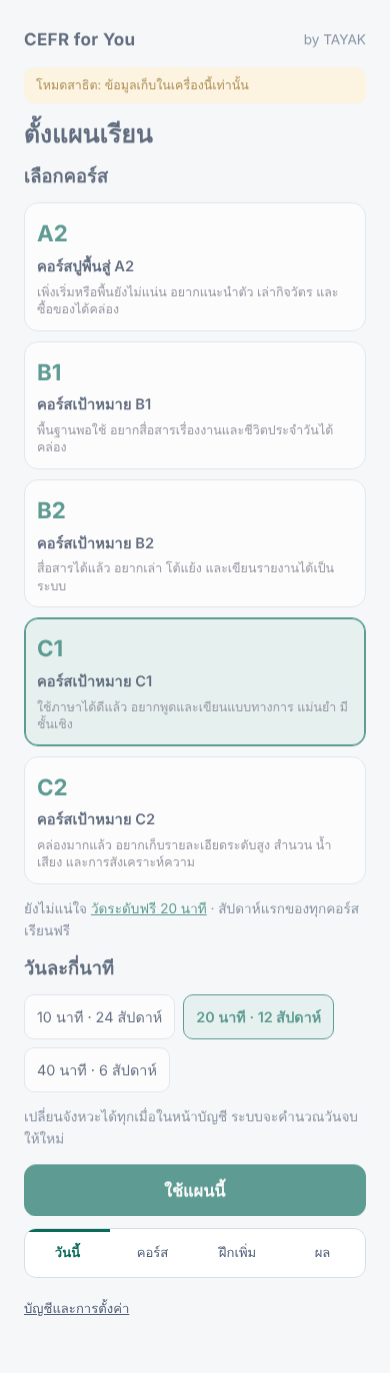 CEFR for You
by TAYAK
โหมดสาธิต: ข้อมูลเก็บในเครื่องนี้เท่านั้น
ตั้งแผนเรียน
เลือกคอร์ส
A2
คอร์สปูพื้นสู่ A2
เพิ่งเริ่มหรือพื้นยังไม่แน่น อยากแนะนำตัว เล่ากิจวัตร และ
ซื้อของได้คล่อง
B1
คอร์สเป้าหมาย B1
พื้นฐานพอใช้ อยากสื่อสารเรื่องงานและชีวิตประจำวันได้
คล่อง
B2
คอร์สเป้าหมาย B2
สื่อสารได้แล้ว อยากเล่า โต้แย้ง และเขียนรายงานได้เป็น
ระบบ
C1
คอร์สเป้าหมาย C1
ใช้ภาษาได้ดีแล้ว อยากพูดและเขียนแบบทางการ แม่นยำ มี
ชั้นเชิง
C2
คอร์สเป้าหมาย C2
คล่องมากแล้ว อยากเก็บรายละเอียดระดับสูง สำนวน น้ำ
เสียง และการสังเคราะห์ความ
ยังไม่แน่ใจ วัดระดับฟรี 20 นาที · สัปดาห์แรกของทุกคอร์ส
เรียนฟรี
วันละกี่นาที
10 นาที · 24 สัปดาห์
20 นาที · 12 สัปดาห์
40 นาที · 6 สัปดาห์
เปลี่ยนจังหวะได้ทุกเมื่อในหน้าบัญชี ระบบจะคำนวณวันจบ
ให้ใหม่
ใช้แผนนี้
วันนี้
คอร์ส
ฝึกเพิ่ม
ผล
บัญชีและการตั้งค่า